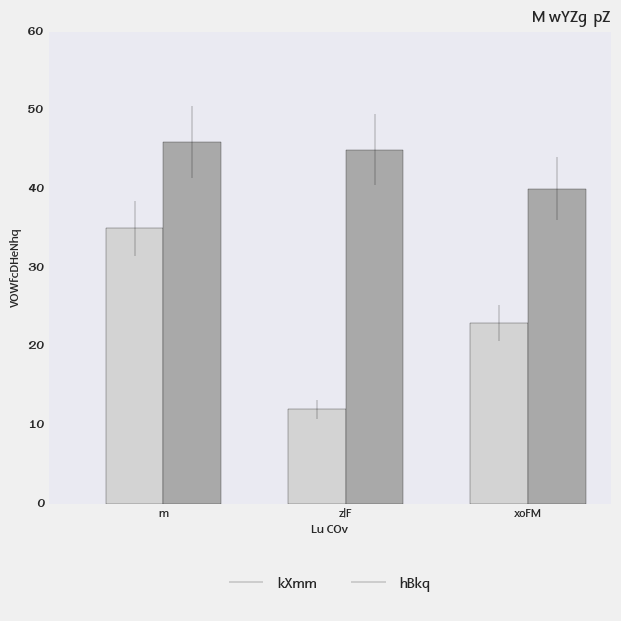 M wYZg pZ
60
50
40
30
20
10
0
VOWfcDHeNhq
m zlF xoFM
Lu COv
kXmm hBkq